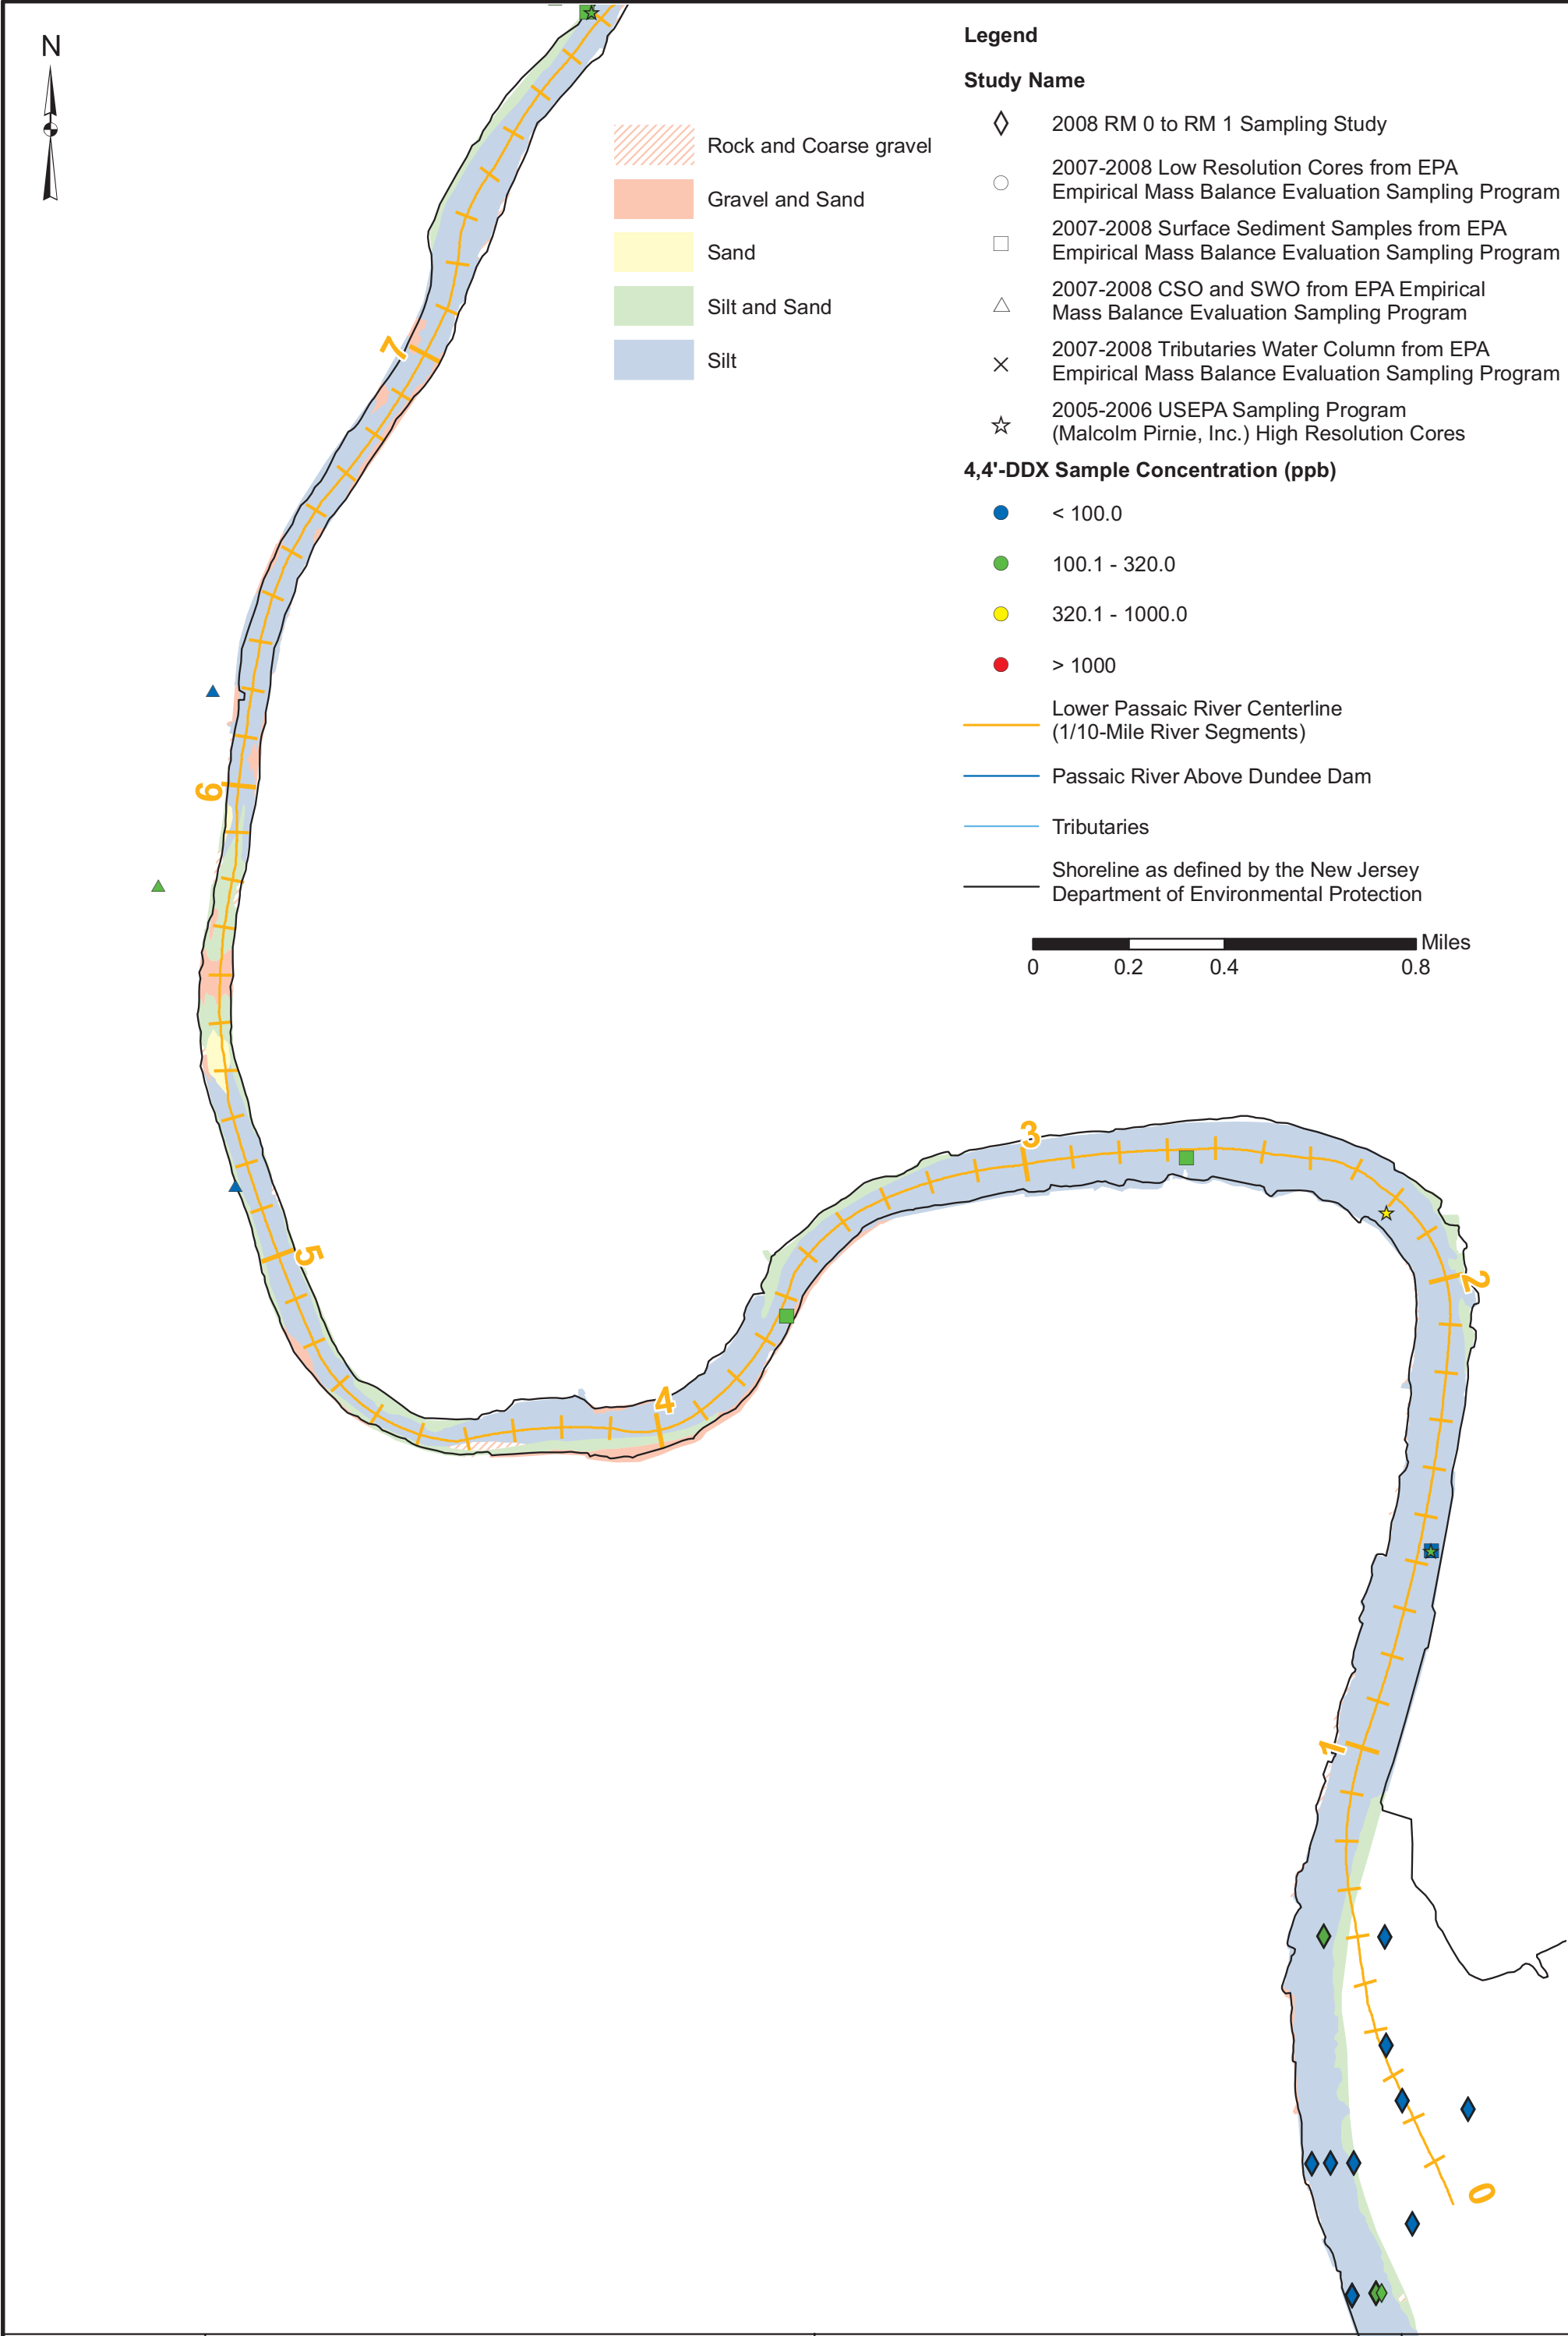 N
Legend
Study Name
2008 RM 0 to RM 1 Sampling Study
2007-2008 Low Resolution Cores from EPA
Empirical Mass Balance Evaluation Sampling Program
2007-2008 Surface Sediment Samples from EPA
Empirical Mass Balance Evaluation Sampling Program
2007-2008 CSO and SWO from EPA Empirical
Mass Balance Evaluation Sampling Program
2007-2008 Tributaries Water Column from EPA
Empirical Mass Balance Evaluation Sampling Program
2005-2006 USEPA Sampling Program
(Malcolm Pirnie, Inc.) High Resolution Cores
4,4'-DDX Sample Concentration (ppb)
< 100.0
100.1 - 320.0
320.1 - 1000.0
> 1000
Lower Passaic River Centerline
(1/10-Mile River Segments)
Passaic River Above Dundee Dam
Tributaries
Shoreline as defined by the New Jersey
Department of Environmental Protection
Miles
0 0.2 0.4 0.8
Rock and Coarse gravel
Gravel and Sand
Sand
Silt and Sand
Silt
7
6
5
4
3
2
1
0